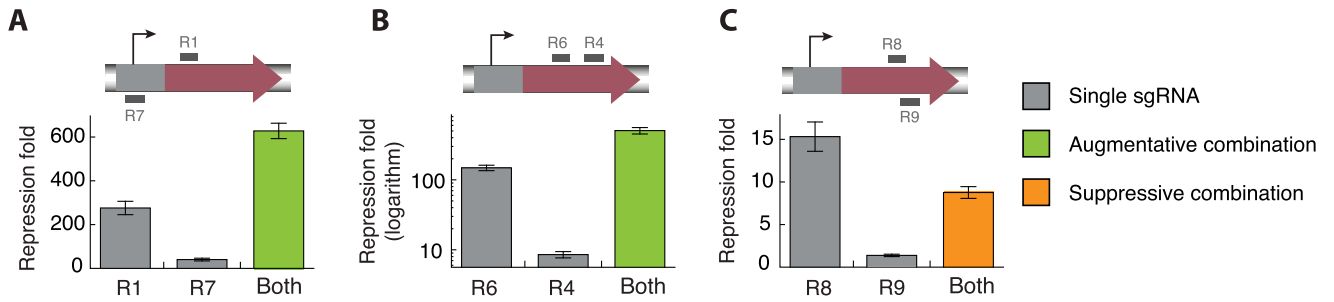 A
R1
R7
Repression fold
600
400
200
0
R1 R7 Both
B
R6 R4
Repression fold
(logarithm)
100
10
R6 R4 Both
C
R8
R9
Repression fold
15
10
5
0
R8 R9 Both
Single sgRNA
Augmentative combination
Suppressive combination